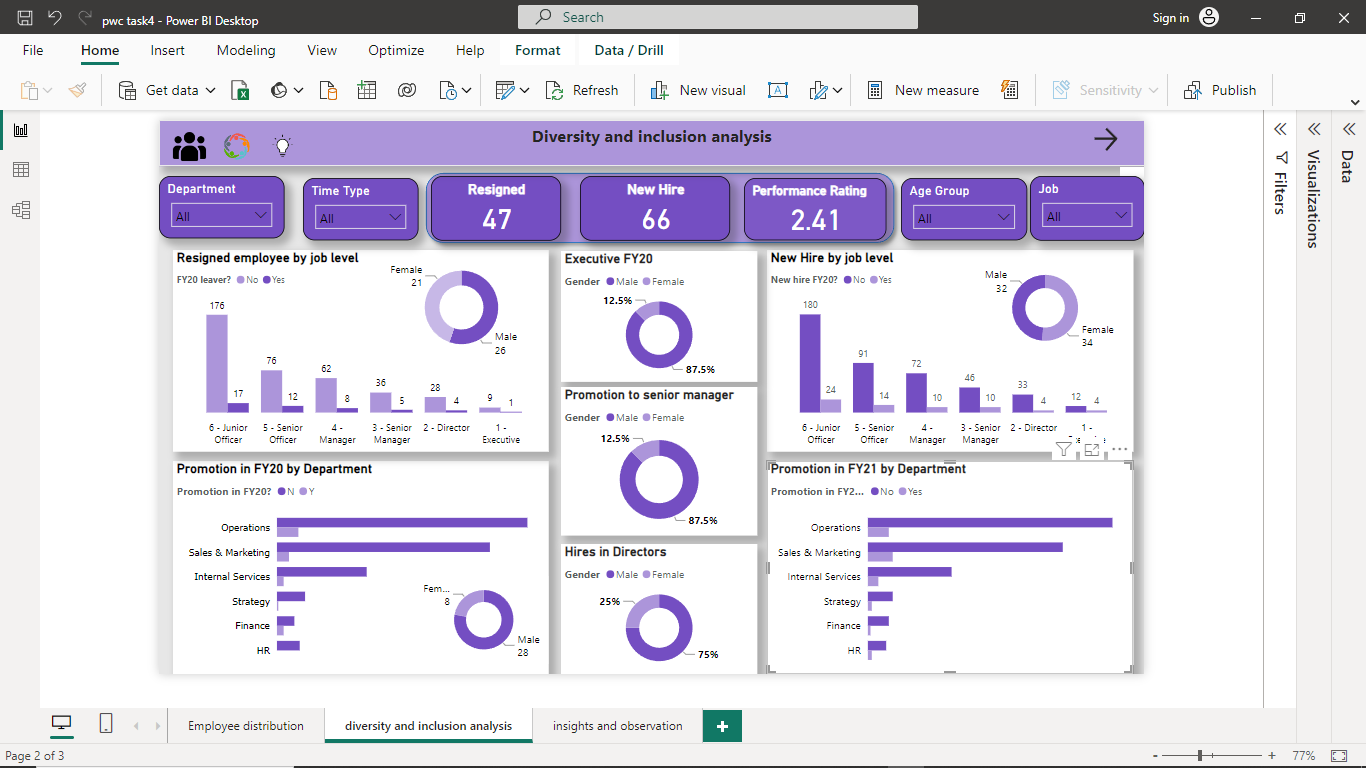 pwc task4 - Power BI Desktop
Search
Sign in
File
Home
Insert
Modeling
View
Optimize
Help
Format
Data / Drill
Get data
Refresh
New visual
New measure
Sensitivity
Publish
Diversity and inclusion analysis
Department
All
Time Type
All
Resigned
47
New Hire
66
Performance Rating
2.41
Age Group
All
Job
All
Resigned employee by job level
FY20 leaver? No Yes
176
17
76
12
62
8
36
5
28
4
9
1
6 - Junior Officer
5 - Senior Officer
4 - Manager
3 - Senior Manager
2 - Director
1 - Executive
Female
21
Male
26
Executive FY20
Gender Male Female
12.5%
87.5%
New Hire by job level
New hire FY20? No Yes
180
24
91
14
72
10
46
10
33
4
12
4
6 - Junior Officer
5 - Senior Officer
4 - Manager
3 - Senior Manager
2 - Director
1 -
Male
32
Female
34
Promotion to senior manager
Gender Male Female
12.5%
87.5%
Promotion in FY20 by Department
Promotion in FY20? N Y
Operations
Sales & Marketing
Internal Services
Strategy
Finance
HR
Fem...
8
Male
28
Hires in Directors
Gender Male Female
25%
75%
Promotion in FY21 by Department
Promotion in FY2... No Yes
Operations
Sales & Marketing
Internal Services
Strategy
Finance
HR
Filters
Visualizations
Data
Employee distribution
diversity and inclusion analysis
insights and observation
Page 2 of 3
77%